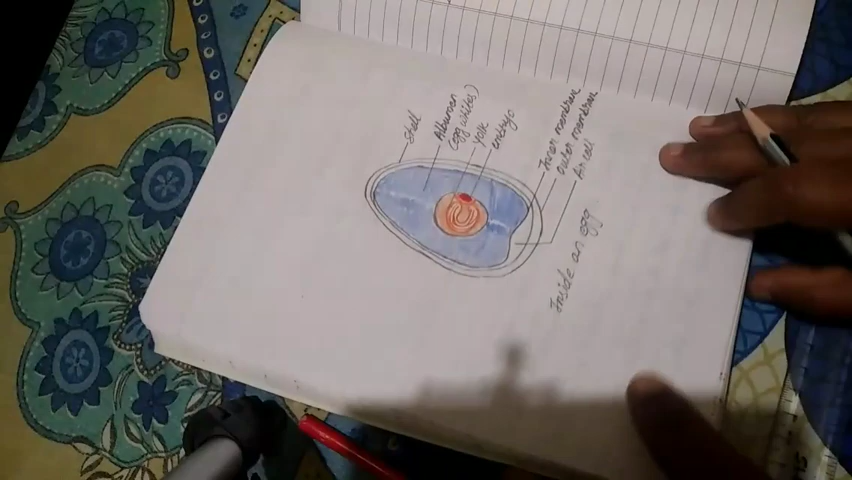 Shell
Albumen
(egg white)
Yolk
embryo
Inner membrane
outer membrane
Air cell
Inside an egg